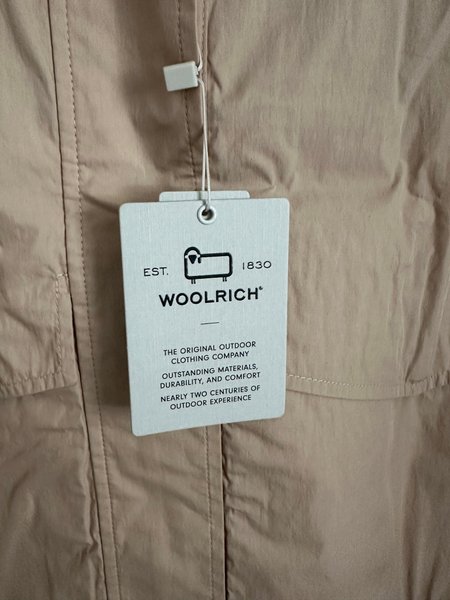 EST. 1830
WOOLRICH®
THE ORIGINAL OUTDOOR
CLOTHING COMPANY
OUTSTANDING MATERIALS,
DURABILITY, AND COMFORT
NEARLY TWO CENTURIES OF
OUTDOOR EXPERIENCE